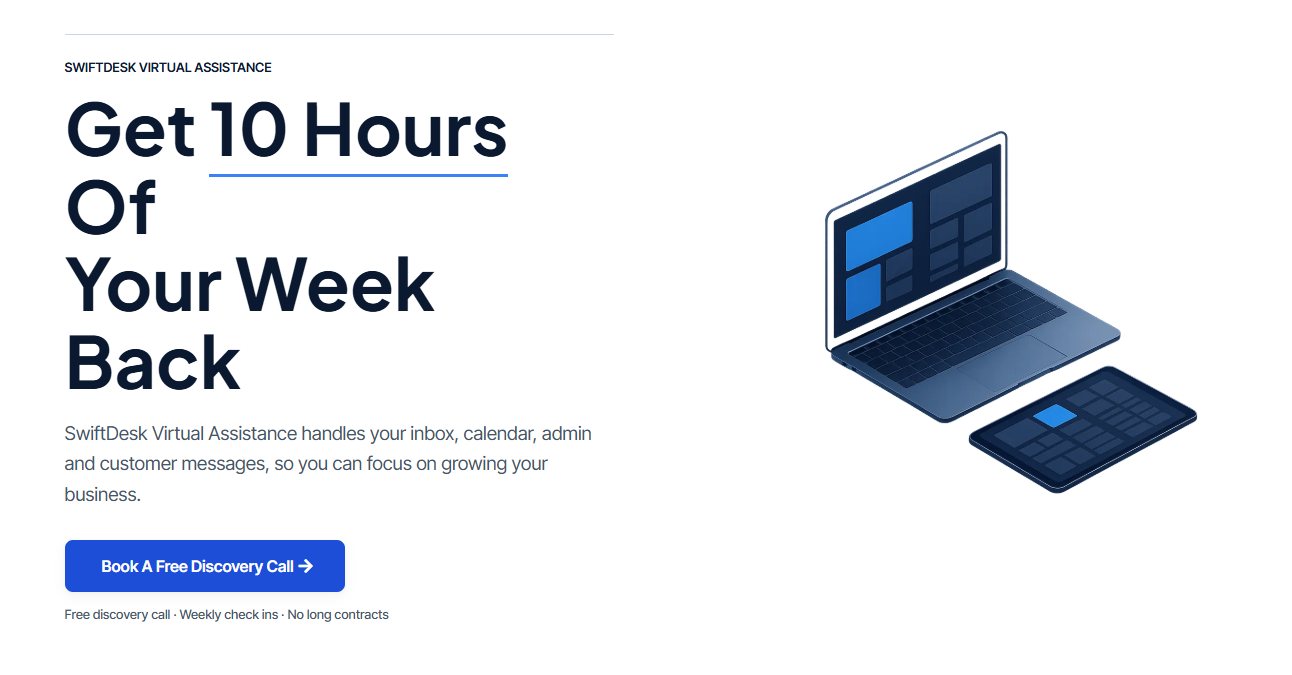 SWIFTDESK VIRTUAL ASSISTANCE
Get 10 Hours
Of
Your Week
Back
SwiftDesk Virtual Assistance handles your inbox, calendar, admin
and customer messages, so you can focus on growing your
business.
Book A Free Discovery Call →
Free discovery call · Weekly check ins · No long contracts